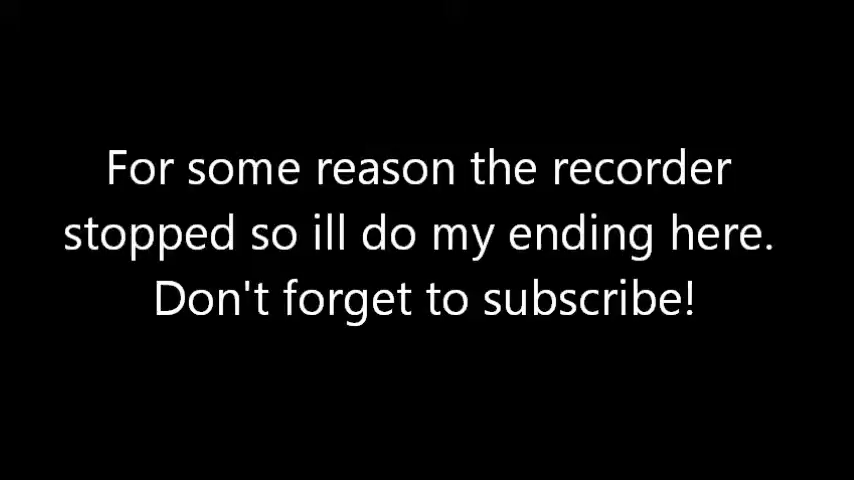 For some reason the recorder
stopped so ill do my ending here.
Don't forget to subscribe!